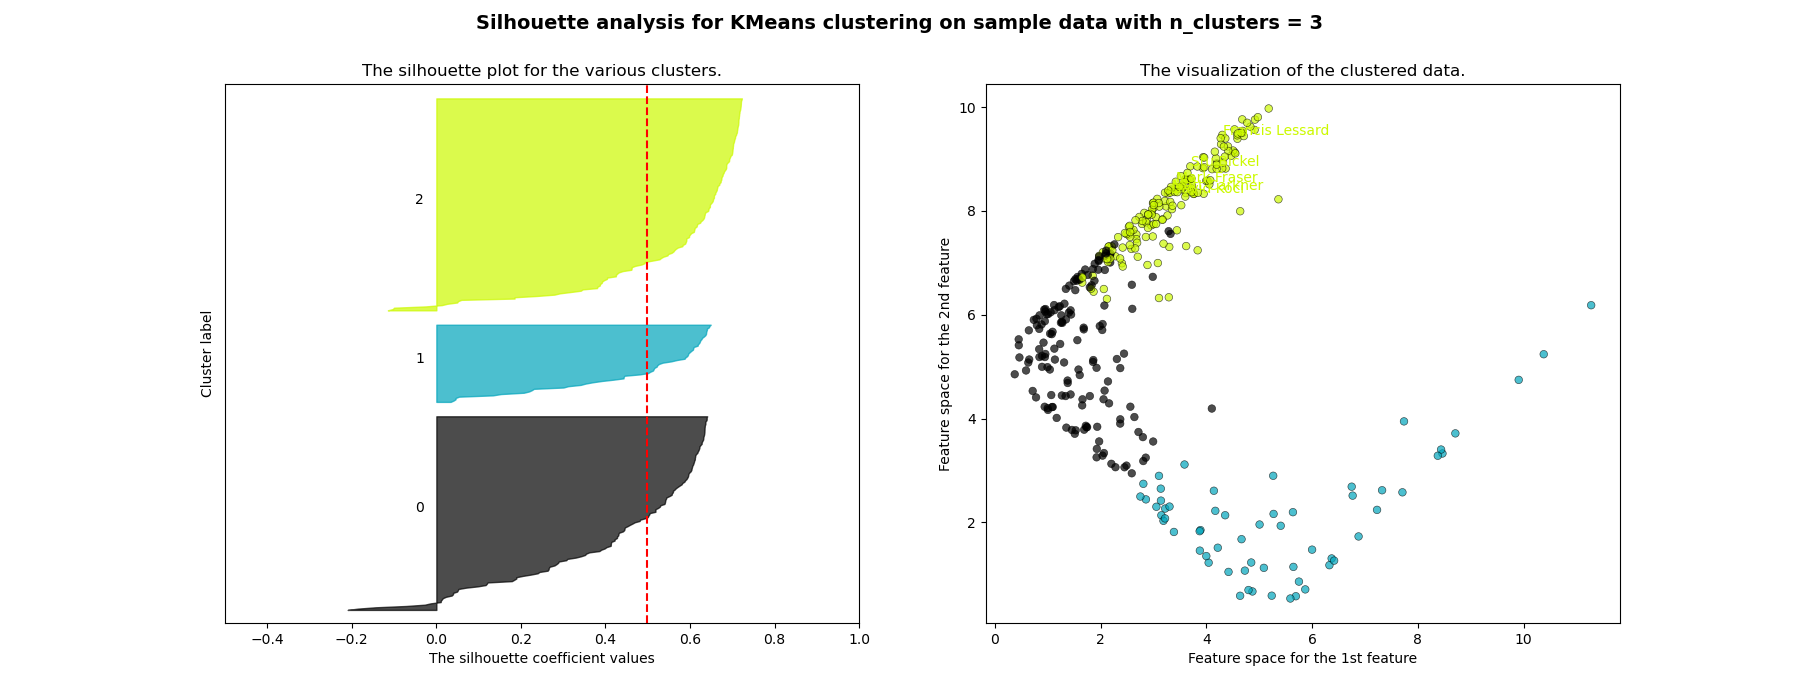 Silhouette analysis for KMeans clustering on sample data with n_clusters = 3
The silhouette plot for the various clusters.
Cluster label
2
1
0
−0.4 −0.2 0.0 0.2 0.4 0.6 0.8 1.0
The silhouette coefficient values
The visualization of the clustered data.
Feature space for the 2nd feature
10
8
6
4
2
Lessard
Fraser
0 2 4 6 8 10
Feature space for the 1st feature